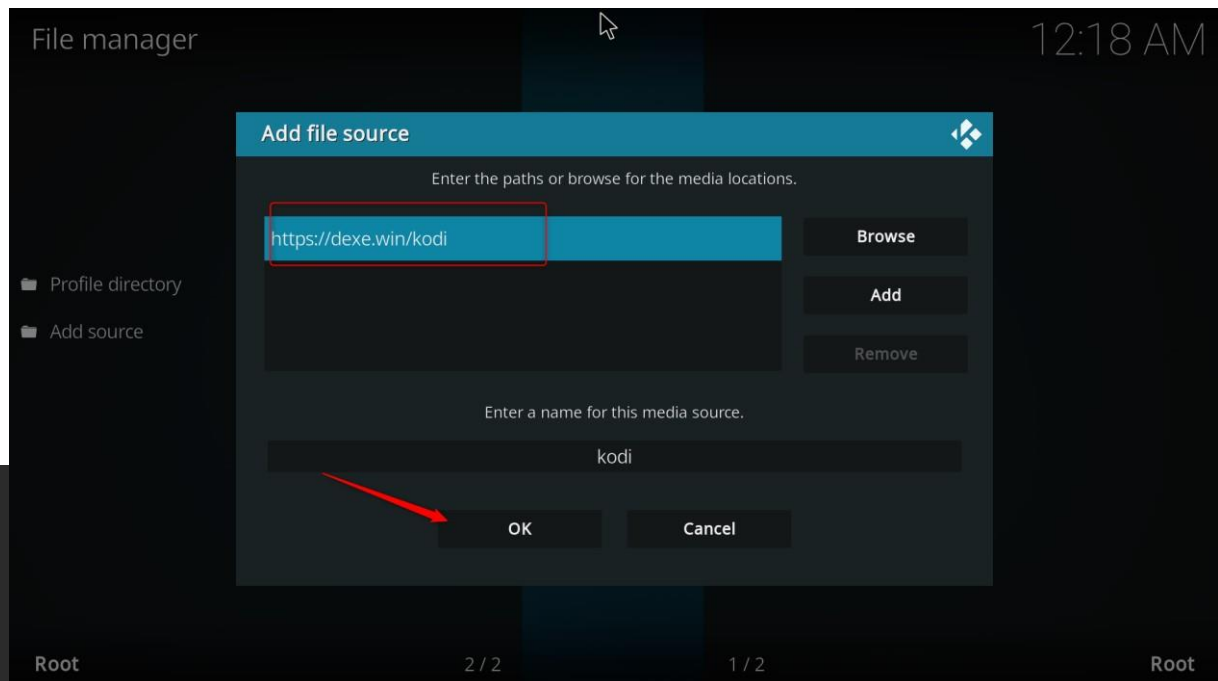 File manager
12:18 AM
Add file source
Enter the paths or browse for the media locations.
https://dexe.win/kodi
Browse
Profile directory
Add
Add source
Remove
Enter a name for this media source.
kodi
OK
Cancel
Root
2 / 2
1 / 2
Root